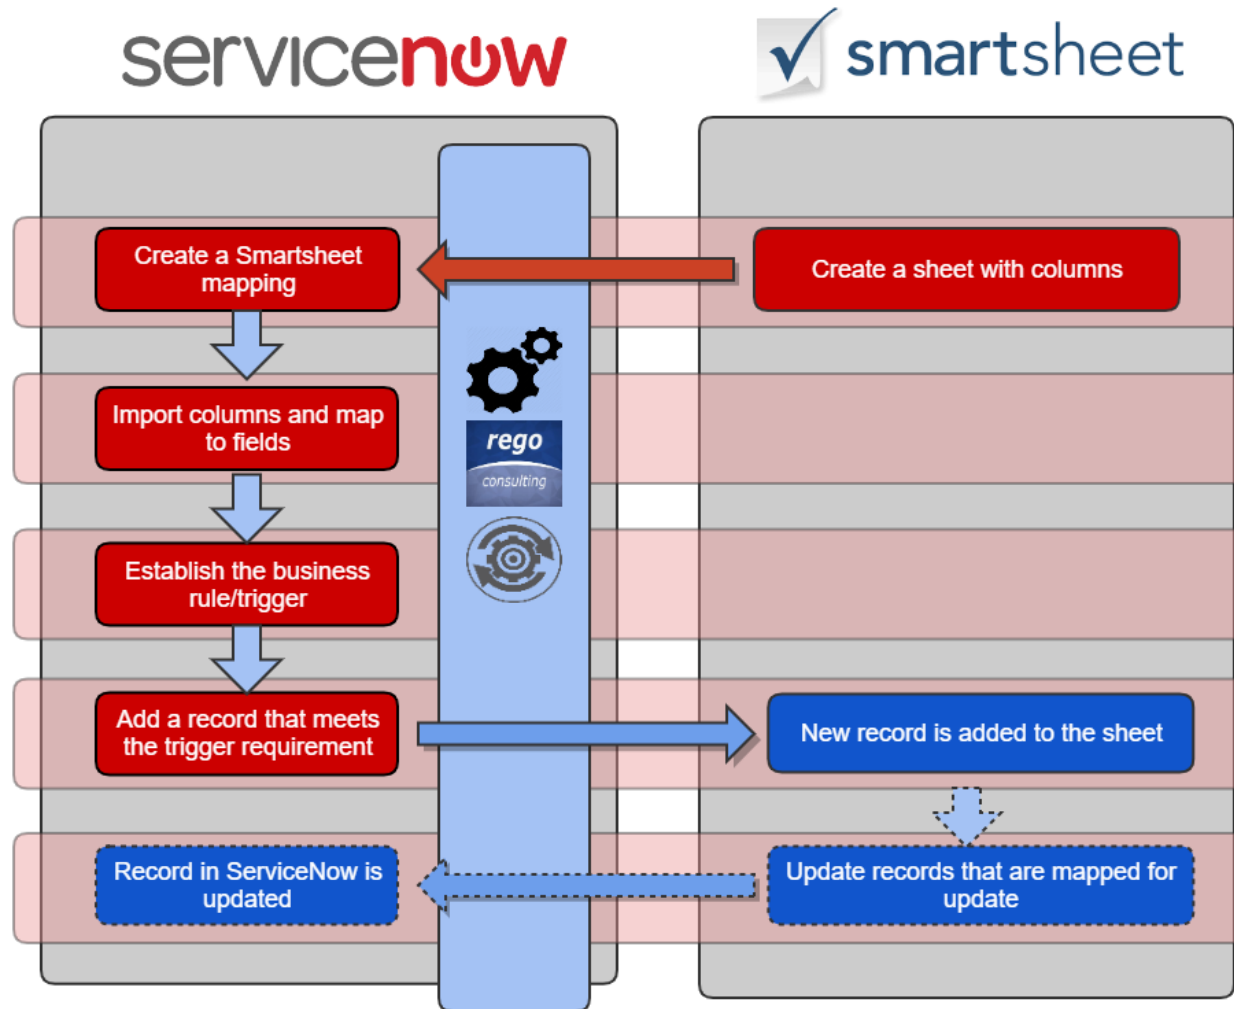 servicenow
smartsheet
Create a Smartsheet
mapping
Create a sheet with columns
Import columns and map
to fields
rego
consulting
Establish the business
rule/trigger
Add a record that meets
the trigger requirement
New record is added to the sheet
Record in ServiceNow is
updated
Update records that are mapped for
update